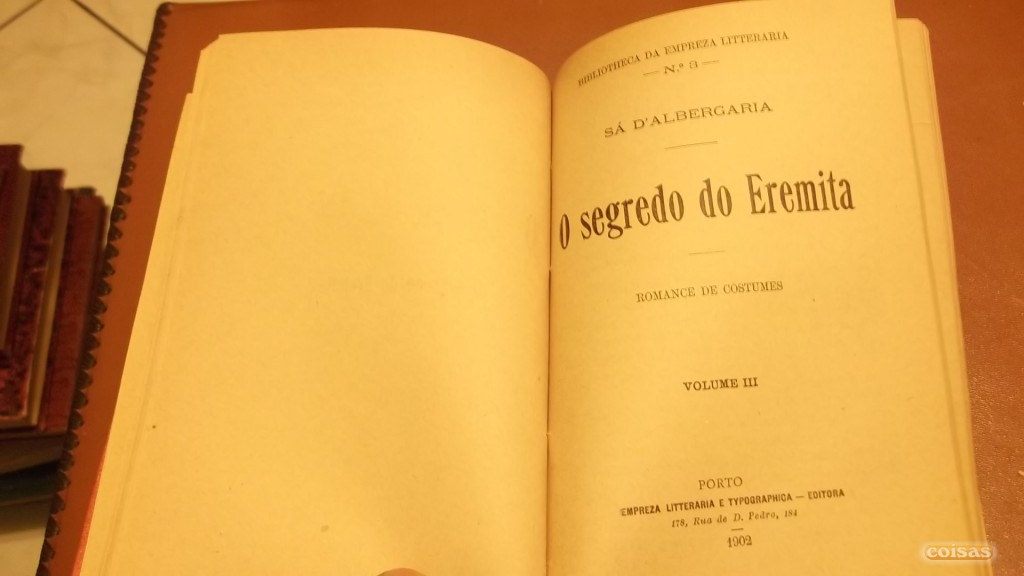 BIBLIOTHECA DA EMPREZA LITTERARIA
— N.º 3 —
SÁ D'ALBERGARIA
O segredo do Eremita
ROMANCE DE COSTUMES
VOLUME III
PORTO
EMPREZA LITTERARIA E TYPOGRAPHICA — EDITORA
178, Rua de D. Pedro, 184
1902
coisas